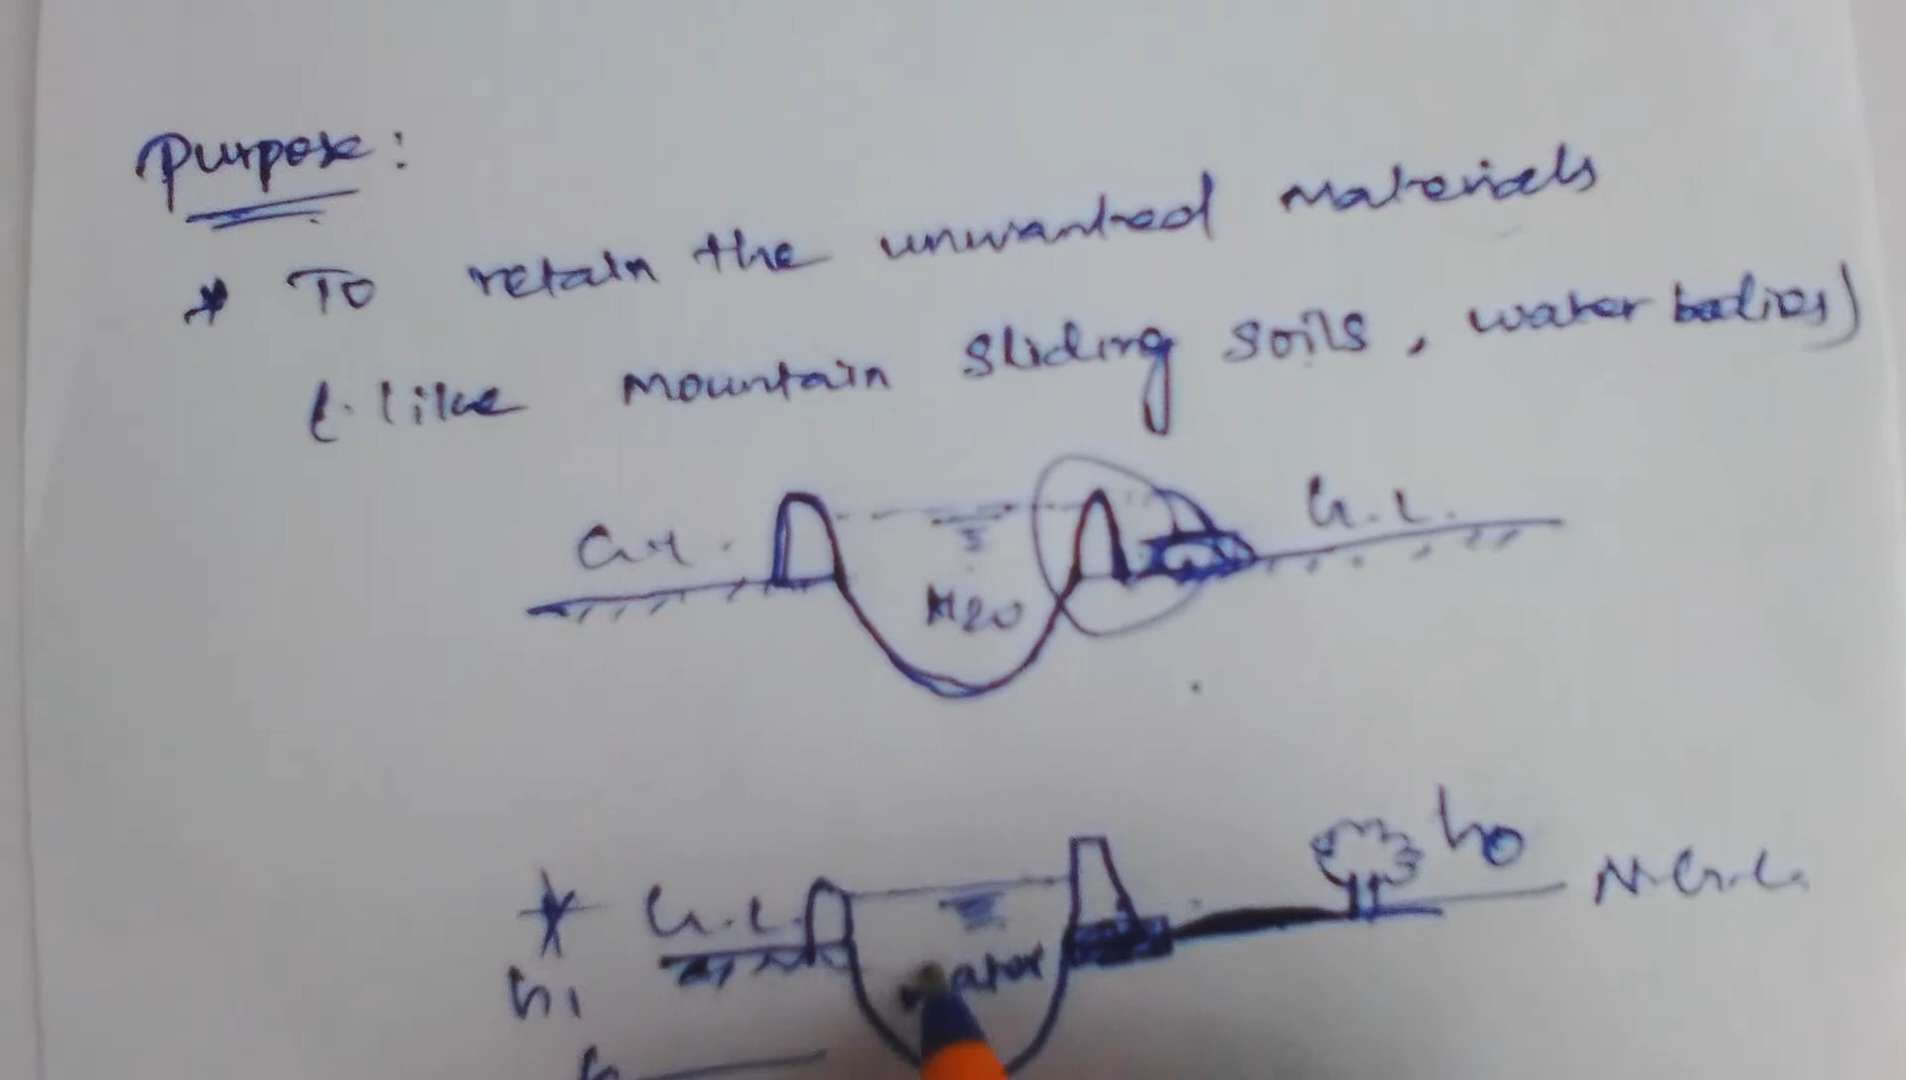 Purpose:
* To retain the unwanted materials
(. like mountain sliding soils, water bodies)
G.L. G.L.
H2O
h0
* G.L. N.G.L.
water
h1